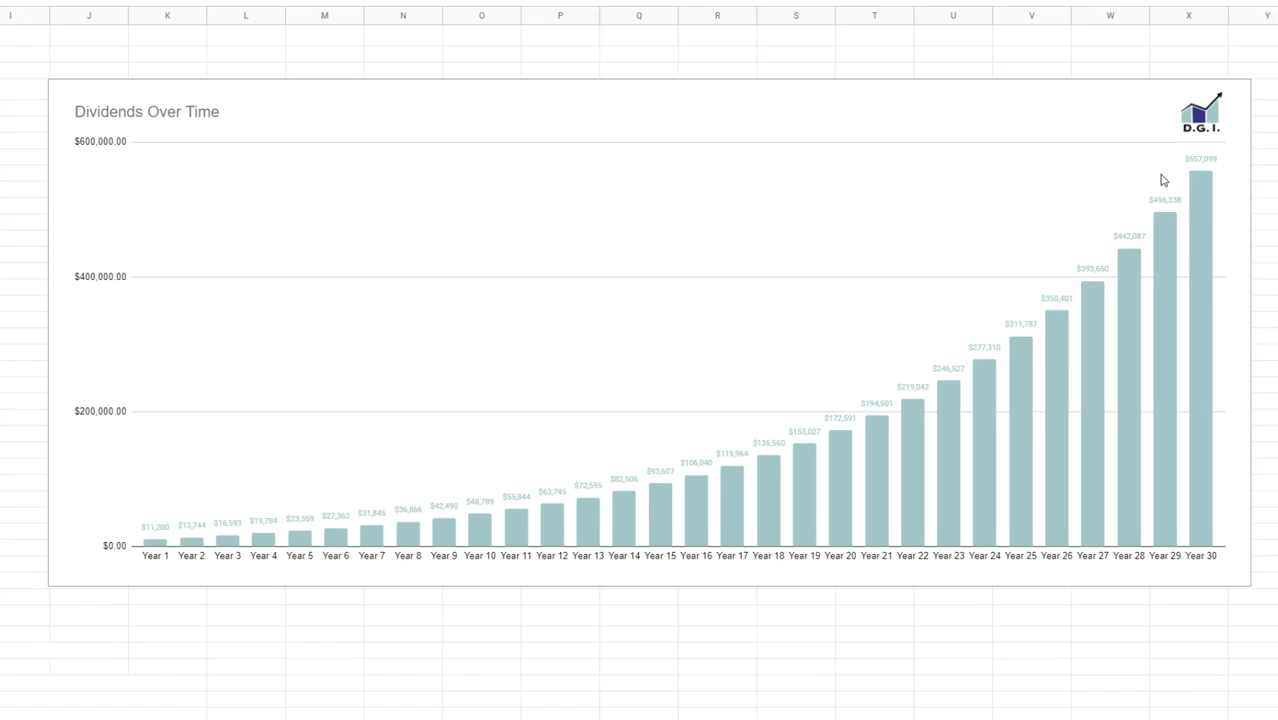 I J K L M N O P Q R S T U V W X Y
Dividends Over Time
D.G.I.
$600,000.00
$400,000.00
$200,000.00
$0.00
$11,200 $13,744 $16,593 $19,784 $23,359 $27,362 $31,845 $36,866 $42,490 $48,789 $55,844 $63,745 $72,595 $82,506 $93,607 $106,040 $119,964 $135,560 $153,027 $172,591 $194,501 $219,042 $246,527 $277,310 $311,787 $350,401 $393,650 $442,087 $496,338 $557,099
Year 1 Year 2 Year 3 Year 4 Year 5 Year 6 Year 7 Year 8 Year 9 Year 10 Year 11 Year 12 Year 13 Year 14 Year 15 Year 16 Year 17 Year 18 Year 19 Year 20 Year 21 Year 22 Year 23 Year 24 Year 25 Year 26 Year 27 Year 28 Year 29 Year 30